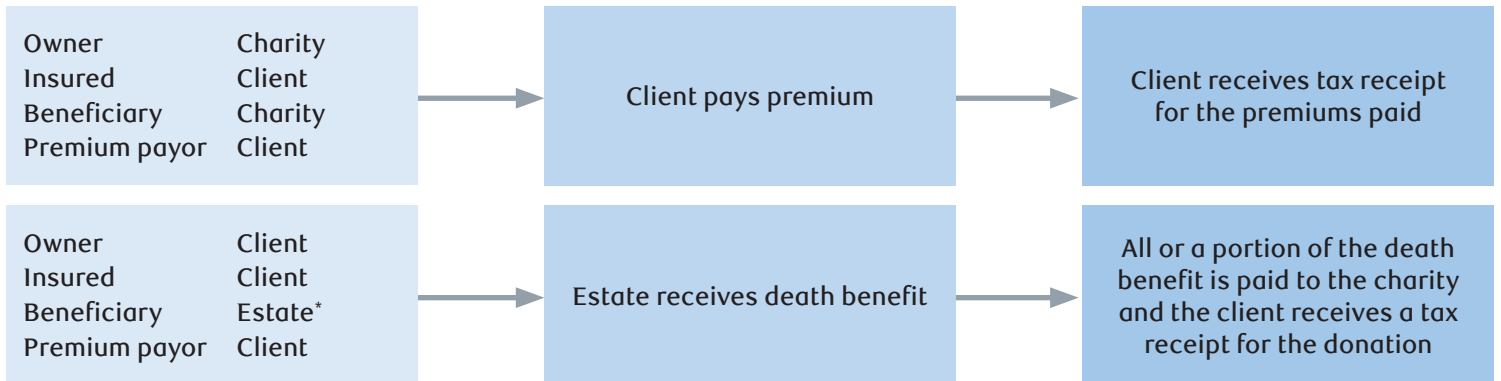 Owner Charity
Insured Client
Beneficiary Charity
Premium payor Client
Client pays premium
Client receives tax receipt
for the premiums paid
Owner Client
Insured Client
Beneficiary Estate*
Premium payor Client
Estate receives death benefit
All or a portion of the death
benefit is paid to the charity
and the client receives a tax
receipt for the donation